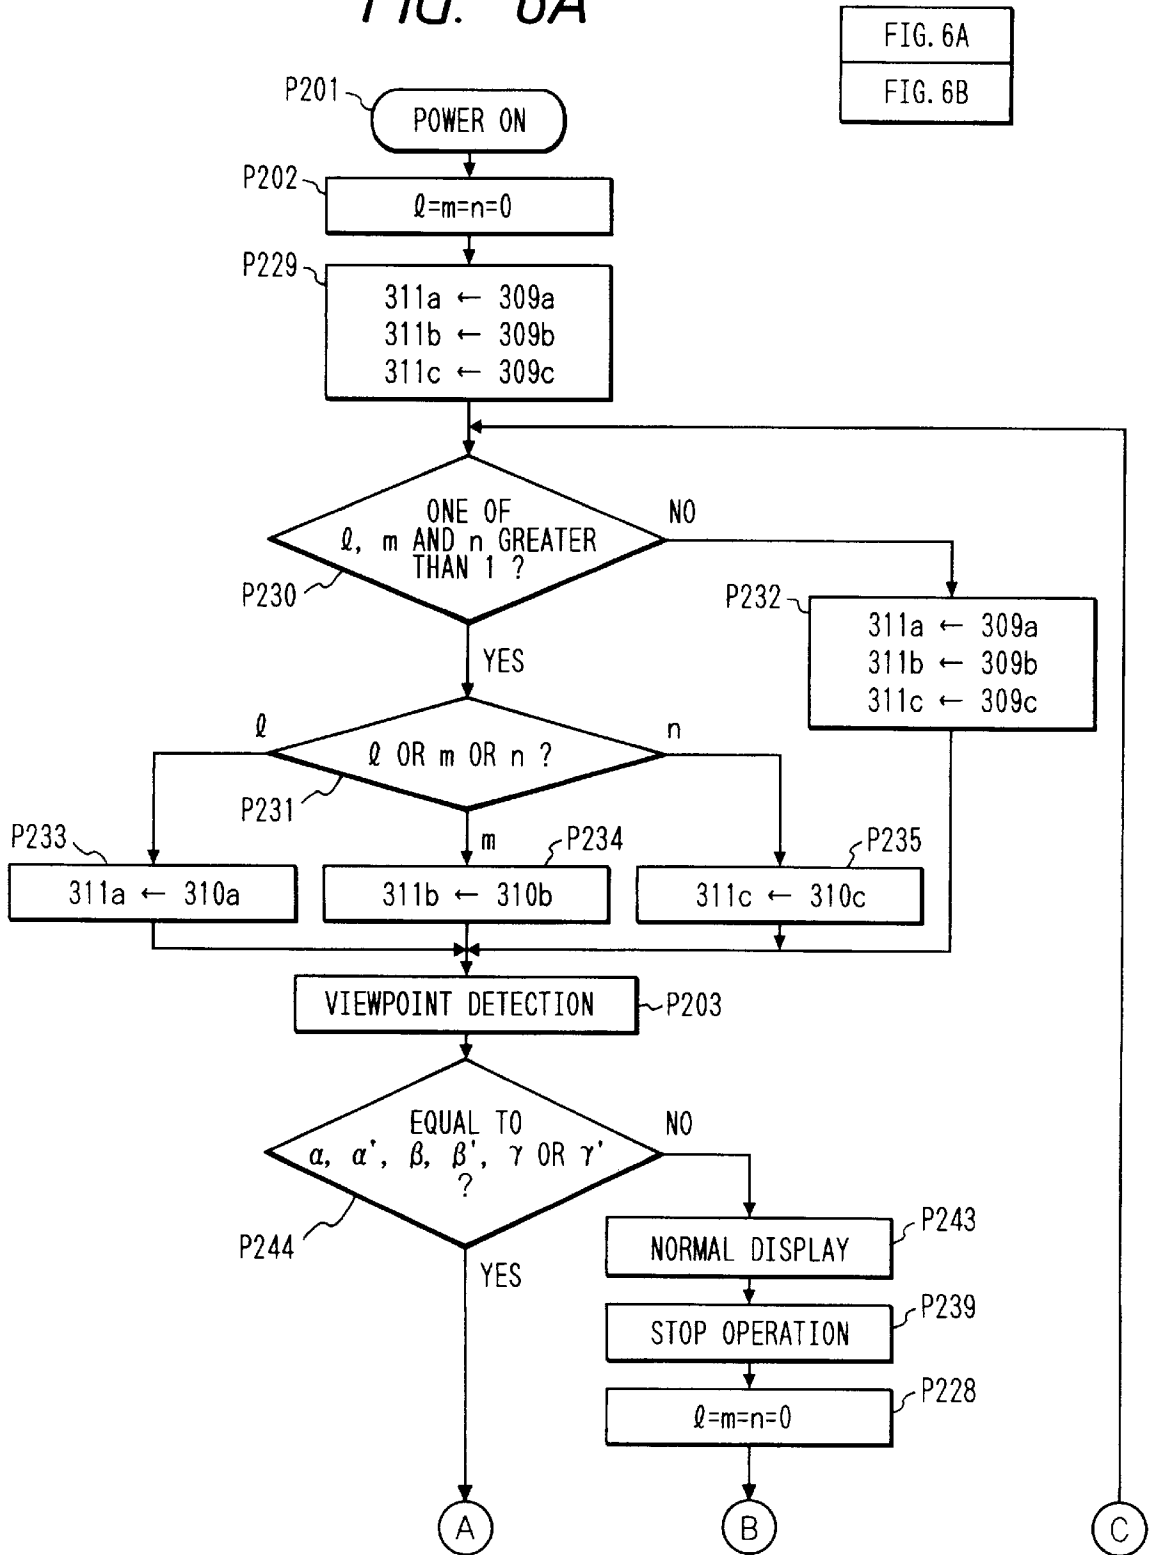 FIG. 6A
FIG. 6A
FIG. 6B
P201
POWER ON
P202
ℓ=m=n=0
P229
311a ← 309a
311b ← 309b
311c ← 309c
ONE OF
ℓ, m AND n GREATER
THAN 1 ?
NO
P230
YES
P232
311a ← 309a
311b ← 309b
311c ← 309c
ℓ
ℓ OR m OR n ?
n
P231
m
P233
311a ← 310a
P234
311b ← 310b
P235
311c ← 310c
VIEWPOINT DETECTION
P203
EQUAL TO
α, α', β, β', γ OR γ'
?
NO
P244
YES
P243
NORMAL DISPLAY
P239
STOP OPERATION
P228
ℓ=m=n=0
A
B
C